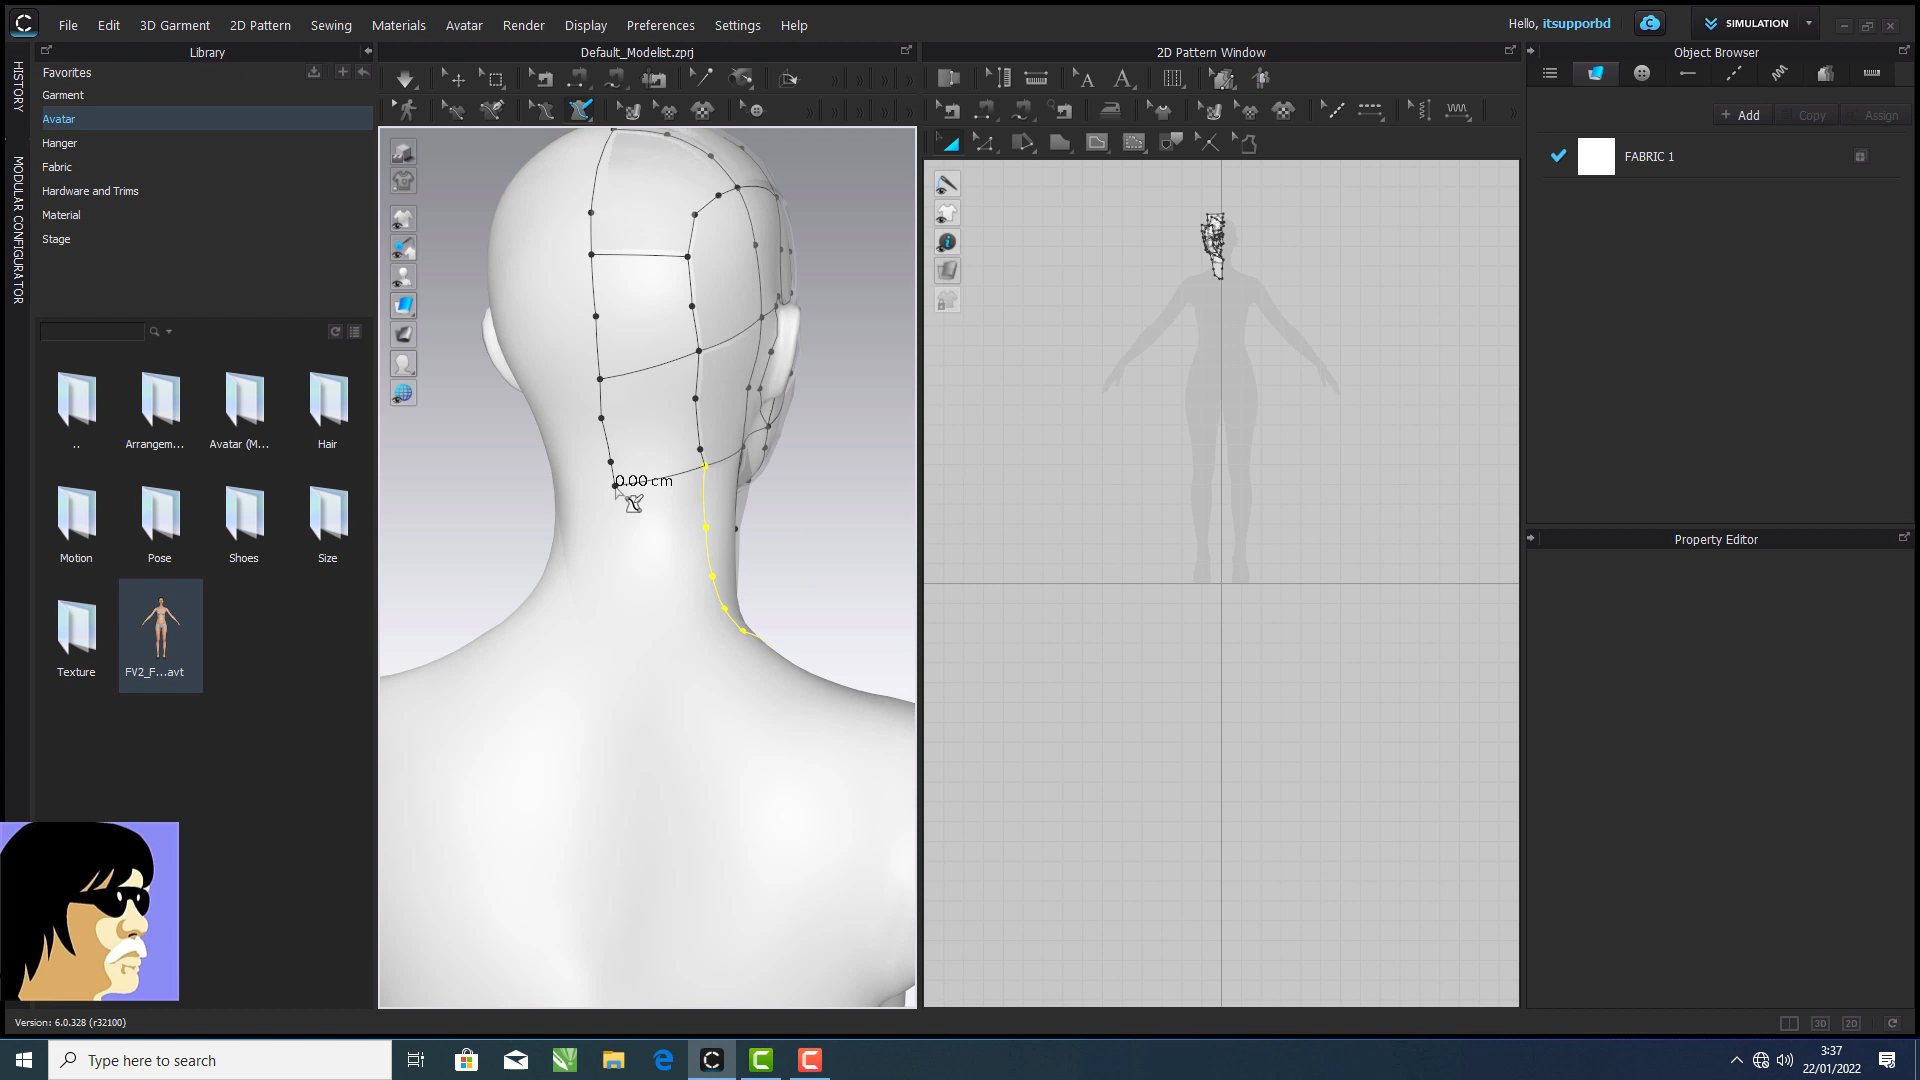 File Edit 3D Garment 2D Pattern Sewing Materials Avatar Render Display Preferences Settings Help
Hello, itsupporbd
SIMULATION
Library
Default_Modelist.zprj
2D Pattern Window
Object Browser
HISTORY
MODULAR CONFIGURATOR
Favorites
Garment
Avatar
Hanger
Fabric
Hardware and Trims
Material
Stage
+ Add
Copy
Assign
FABRIC 1
..
Arrangem...
Avatar (M...
Hair
Motion
Pose
Shoes
Size
Texture
FV2_F...avt
0.00 cm
Property Editor
Version: 6.0.328 (r32100)
3D
2D
Type here to search
3:37
22/01/2022